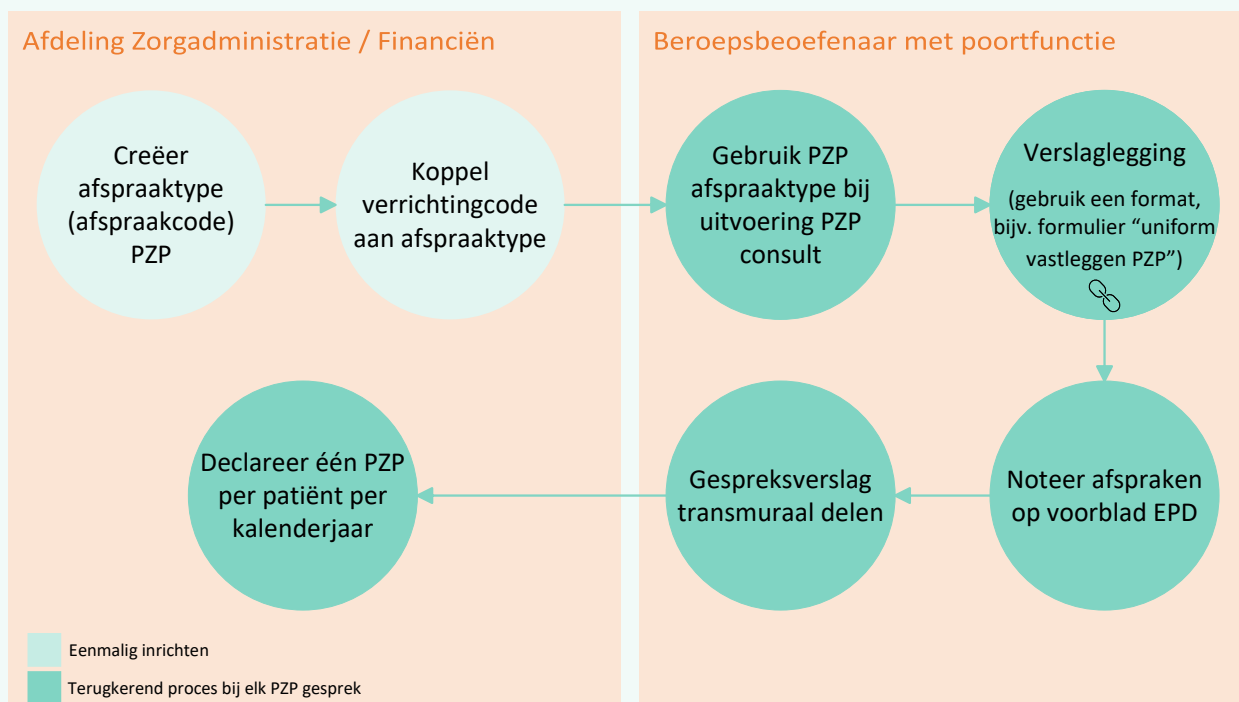 Afdeling Zorgadministratie / Financiën
Creëer
afspraaktype
(afspraakcode)
PZP
Koppel
verrichtingcode
aan afspraaktype
Declareer één PZP
per patiënt per
kalenderjaar
Eenmalig inrichten
Terugkerend proces bij elk PZP gesprek
Beroepsbeoefenaar met poortfunctie
Gebruik PZP
afspraaktype bij
uitvoering PZP
consult
Verslaglegging
(gebruik een format,
bijv. formulier “uniform
vastleggen PZP”)
Gespreksverslag
transmuraal delen
Noteer afspraken
op voorblad EPD